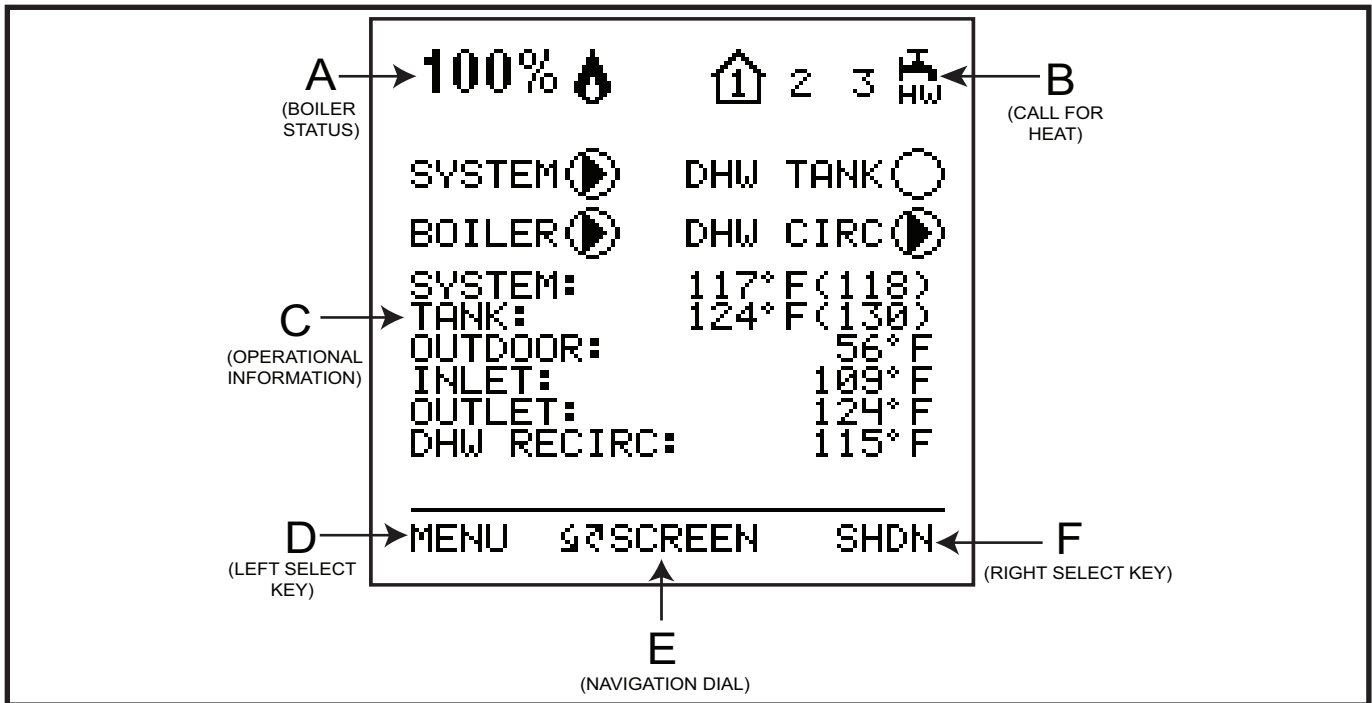 100% 1 2 3 HW
A
(BOILER
STATUS)
B
(CALL FOR
HEAT)
SYSTEM DHW TANK
BOILER DHW CIRC
SYSTEM: 117°F(118)
TANK: 124°F(130)
OUTDOOR: 56°F
INLET: 109°F
OUTLET: 124°F
DHW RECIRC: 115°F
C
(OPERATIONAL
INFORMATION)
MENU SCREEN SHDN
D
(LEFT SELECT
KEY)
E
(NAVIGATION DIAL)
F
(RIGHT SELECT KEY)